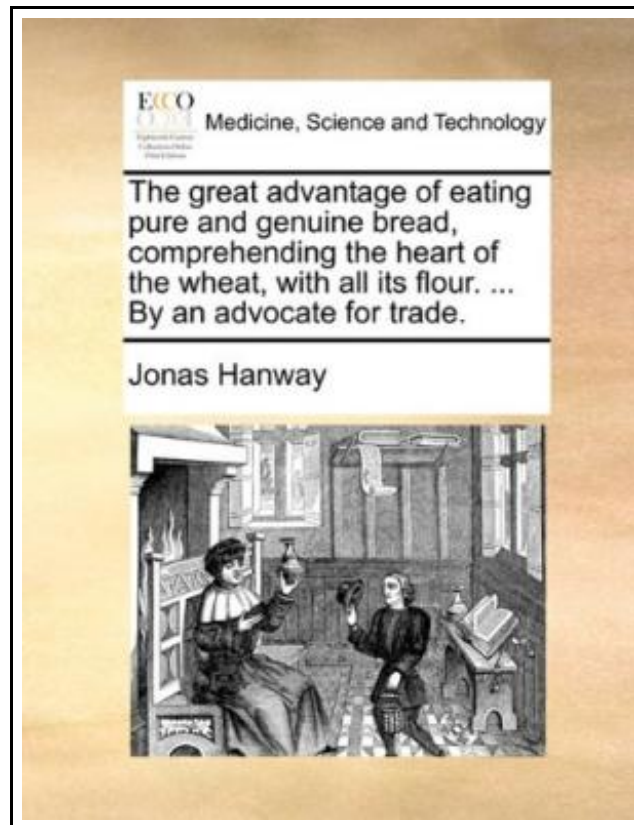 ECCO
Medicine, Science and Technology
The great advantage of eating
pure and genuine bread,
comprehending the heart of
the wheat, with all its flour. ...
By an advocate for trade.
Jonas Hanway